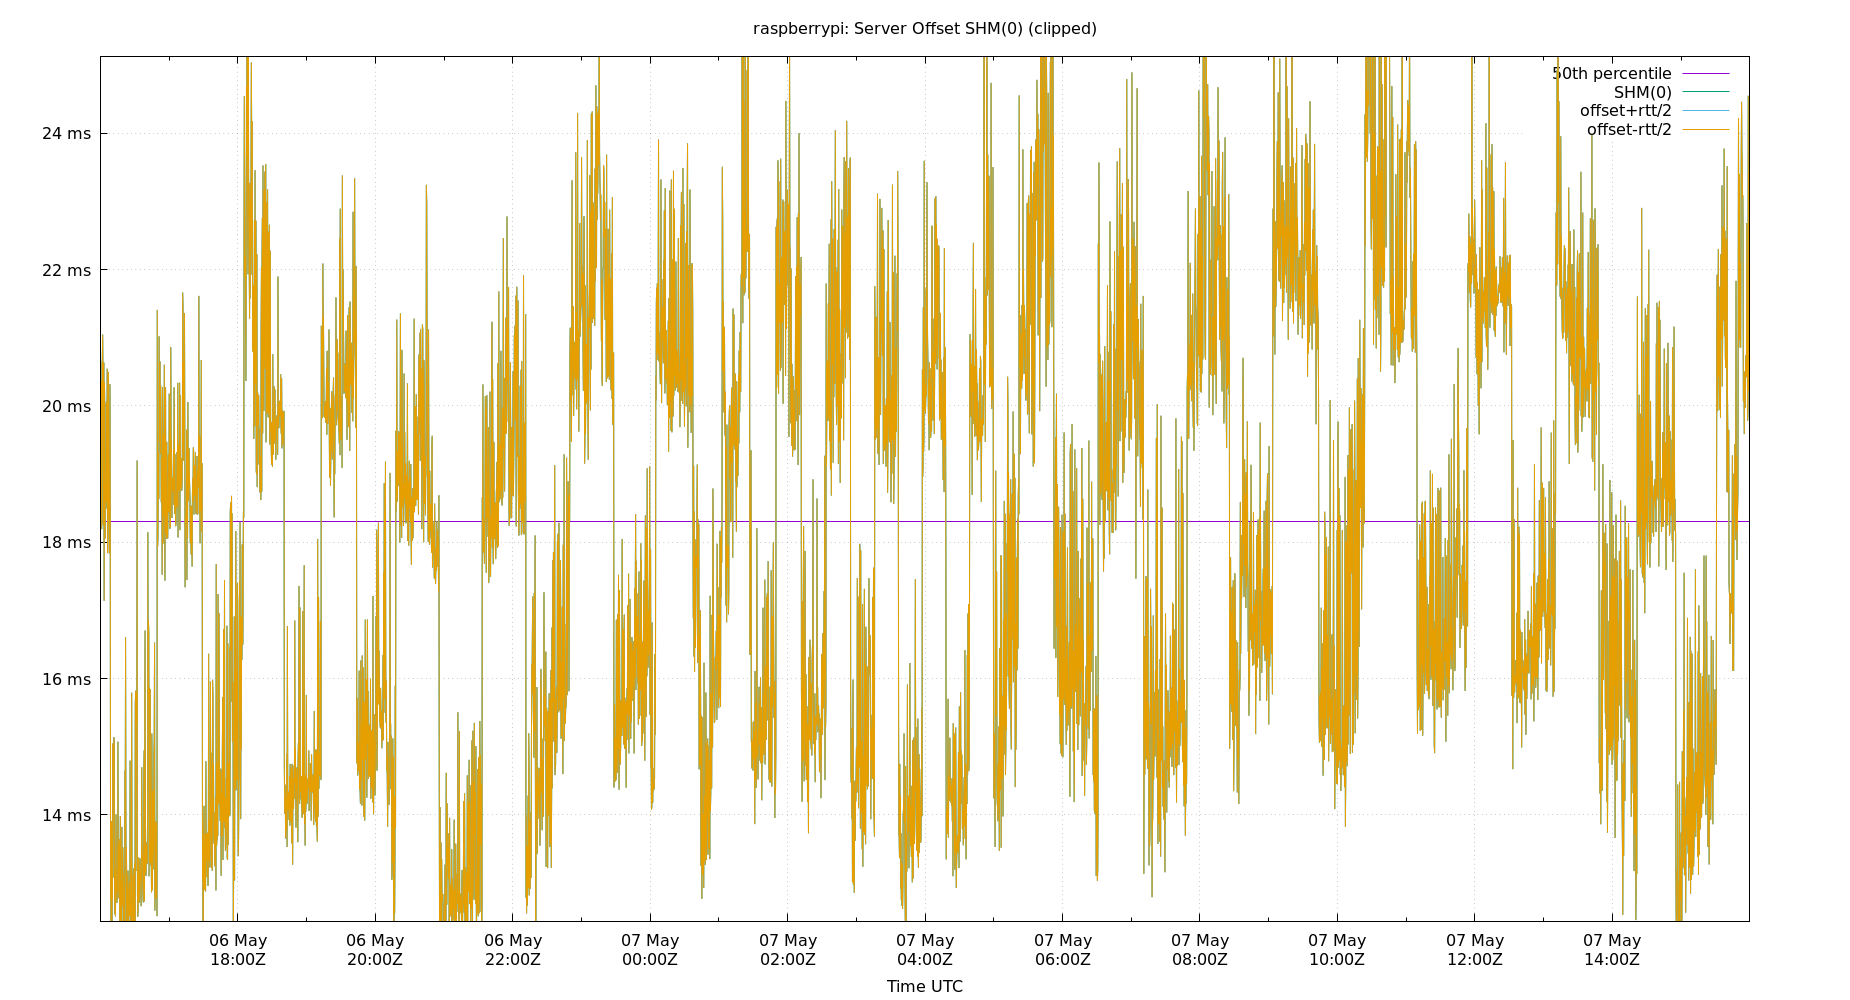 raspberrypi: Server Offset SHM(0) (clipped)
50th percentile
SHM(0)
offset+rtt/2
offset-rtt/2
24 ms
22 ms
20 ms
18 ms
16 ms
14 ms
06 May 06 May 06 May 07 May 07 May 07 May 07 May 07 May 07 May 07 May 07 May
18:00Z 20:00Z 22:00Z 00:00Z 02:00Z 04:00Z 06:00Z 08:00Z 10:00Z 12:00Z 14:00Z
Time UTC